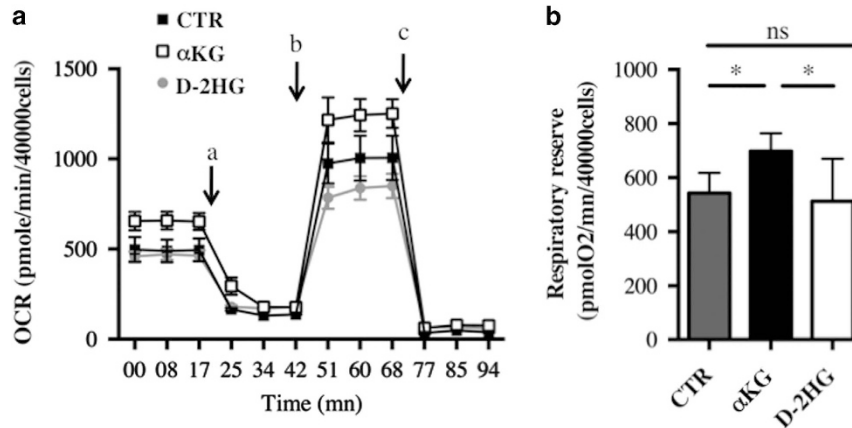 a
CTR
αKG
D-2HG
b
c
a
1500
1000
500
0
OCR (pmole/min/40000cells)
00 08 17 25 34 42 51 60 68 77 85 94
Time (mn)
b
ns
* *
1000
800
600
400
200
0
Respiratory reserve
(pmolO2/mn/40000cells)
CTR αKG D-2HG